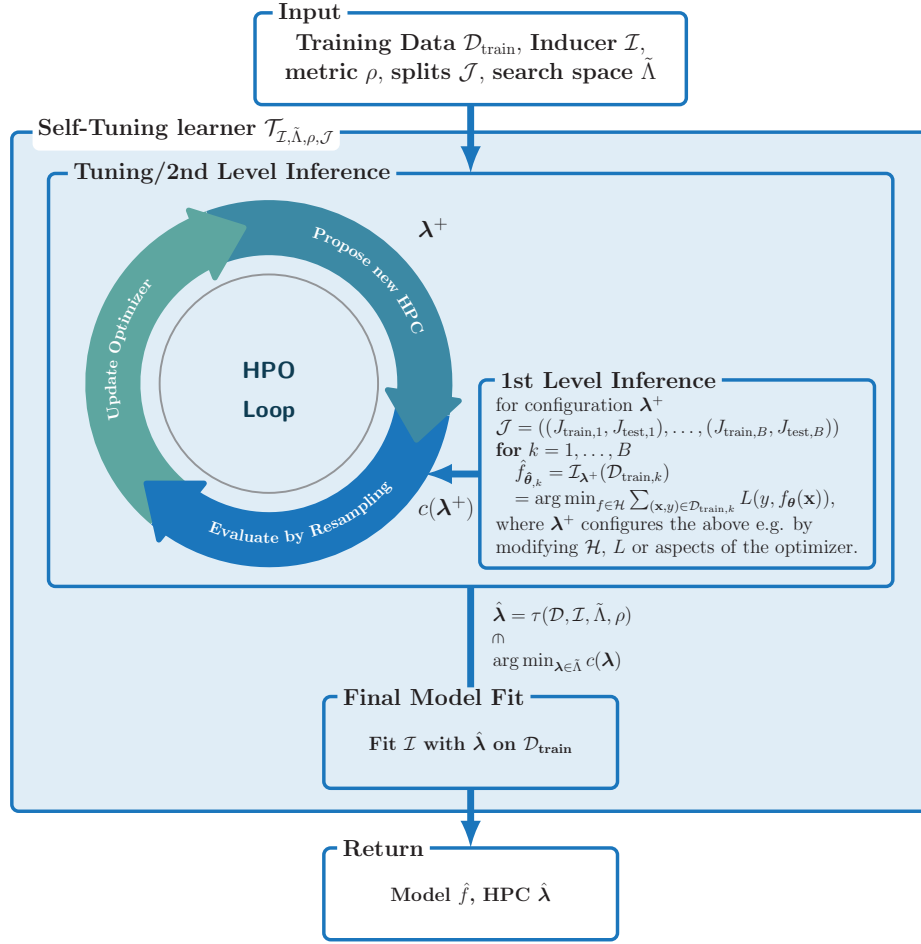 Input
Training Data 𝒟_train, Inducer ℐ,
metric ρ, splits 𝒥, search space Λ̃
Self-Tuning learner 𝒯_{ℐ,Λ̃,ρ,𝒥}
Tuning/2nd Level Inference
Propose new HPC
λ⁺
Update Optimizer
HPO
Loop
Evaluate by Resampling
c(λ⁺)
1st Level Inference
for configuration λ⁺
𝒥 = ((J_train,1, J_test,1), . . . , (J_train,B, J_test,B))
for k = 1, . . . , B
f̂_{θ̂,k} = ℐ_{λ⁺}(𝒟_train,k)
= arg min_{f∈ℋ} ∑_{(x,y)∈𝒟_train,k} L(y, f_θ(x)),
where λ⁺ configures the above e.g. by
modifying ℋ, L or aspects of the optimizer.
λ̂ = τ(𝒟, ℐ, Λ̃, ρ)
⋒
arg min_{λ∈Λ̃} c(λ)
Final Model Fit
Fit ℐ with λ̂ on 𝒟_train
Return
Model f̂, HPC λ̂